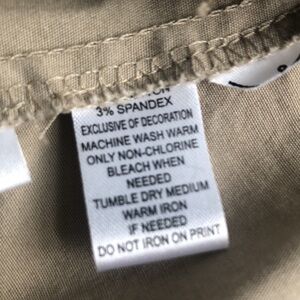 3% SPANDEX
EXCLUSIVE OF DECORATION
MACHINE WASH WARM
ONLY NON-CHLORINE
BLEACH WHEN
NEEDED
TUMBLE DRY MEDIUM
WARM IRON
IF NEEDED
DO NOT IRON ON PRINT